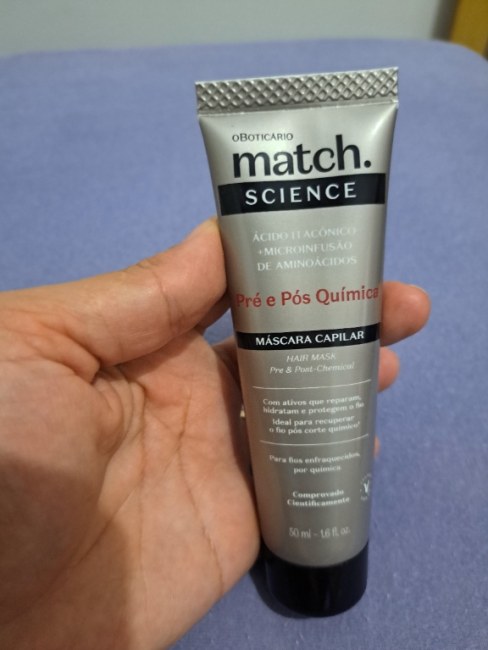 oBOTICÁRIO
match.
SCIENCE
ÁCIDO ITACÔNICO
+MICROINFUSÃO
DE AMINOÁCIDOS
Pré e Pós Química
MÁSCARA CAPILAR
HAIR MASK
Pre & Post-Chemical
Com ativos que reparam,
hidratam e protegem o fio
Ideal para recuperar
o fio pós corte químico¹
Para fios enfraquecidos,
por química
Comprovado
Cientificamente
50 ml - 1.6 fl. oz.